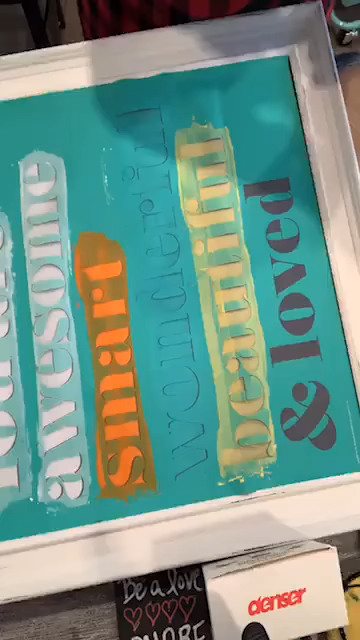 awesome
smart
wonderful
beautiful
& loved
Be a love
denser